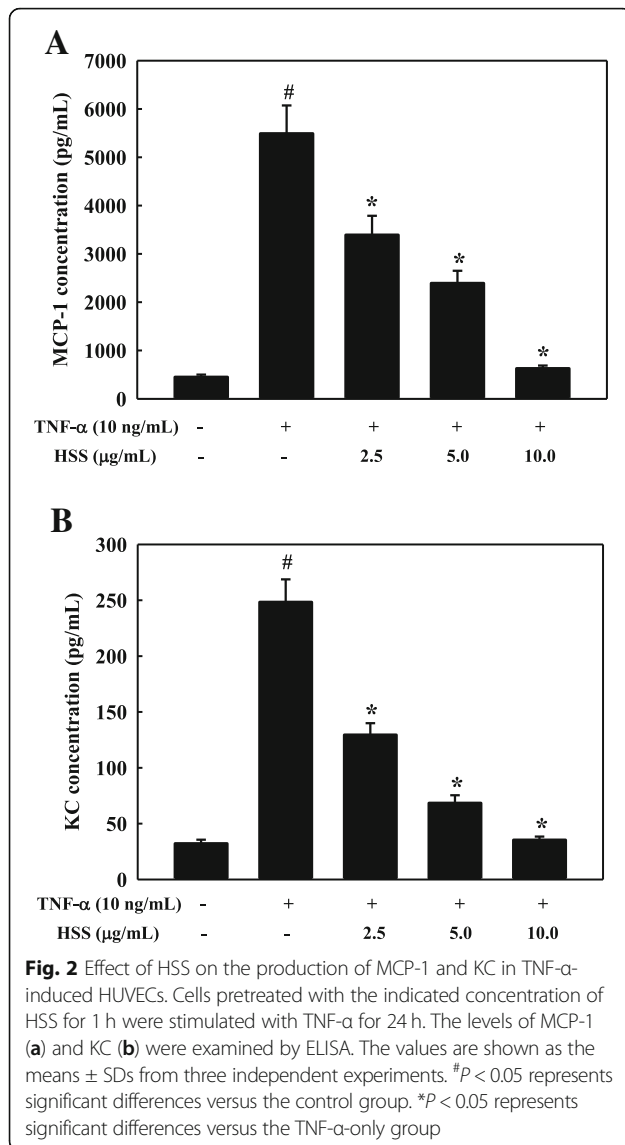 A
7000
6000
5000
4000
3000
2000
1000
0
MCP-1 concentration (pg/mL)
#
*
*
*
TNF-α (10 ng/mL) - + + + +
HSS (μg/mL) - - 2.5 5.0 10.0
B
300
250
200
150
100
50
0
KC concentration (pg/mL)
#
*
*
*
TNF-α (10 ng/mL) - + + + +
HSS (μg/mL) - - 2.5 5.0 10.0
Fig. 2 Effect of HSS on the production of MCP-1 and KC in TNF-α-
induced HUVECs. Cells pretreated with the indicated concentration of
HSS for 1 h were stimulated with TNF-α for 24 h. The levels of MCP-1
(a) and KC (b) were examined by ELISA. The values are shown as the
means ± SDs from three independent experiments. #P < 0.05 represents
significant differences versus the control group. *P < 0.05 represents
significant differences versus the TNF-α-only group